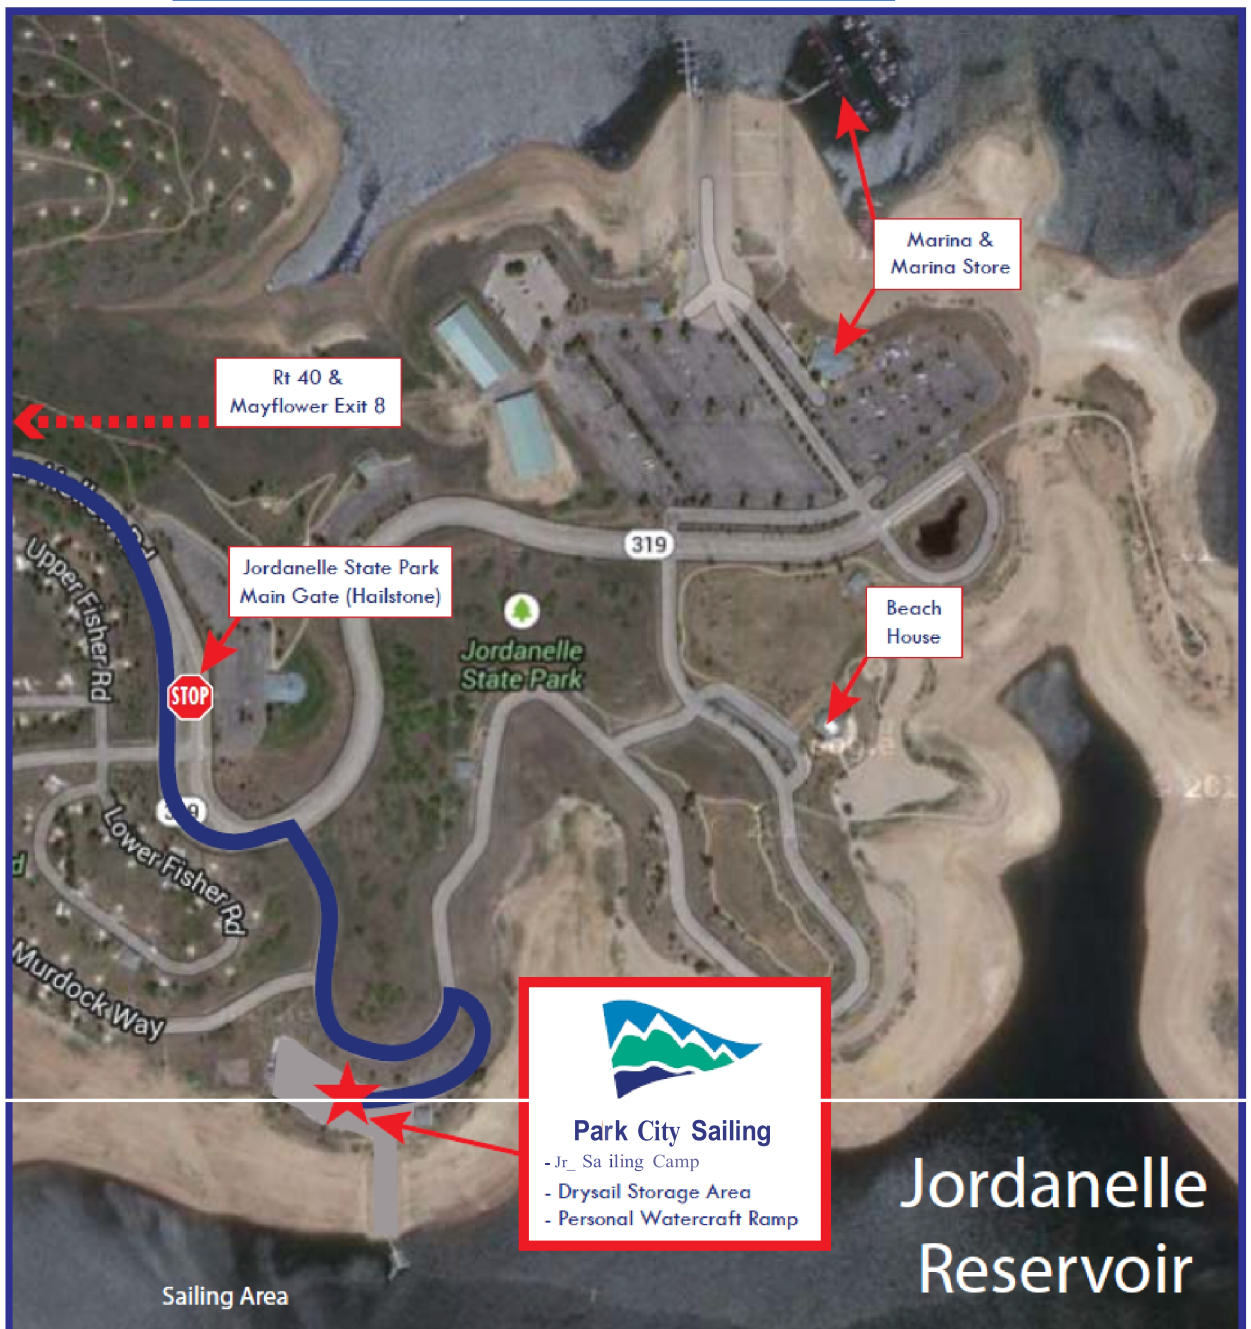 Marina &
Marina Store
Rt 40 &
Mayflower Exit 8
319
Jordanelle State Park
Main Gate (Hailstone)
Upper Fisher Rd
Beach
House
Jordanelle
State Park
STOP
319
Lower Fisher Rd
Murdock Way
Park City Sailing
- Jr_ Sa iling Camp
- Drysail Storage Area
- Personal Watercraft Ramp
Jordanelle
Reservoir
Sailing Area